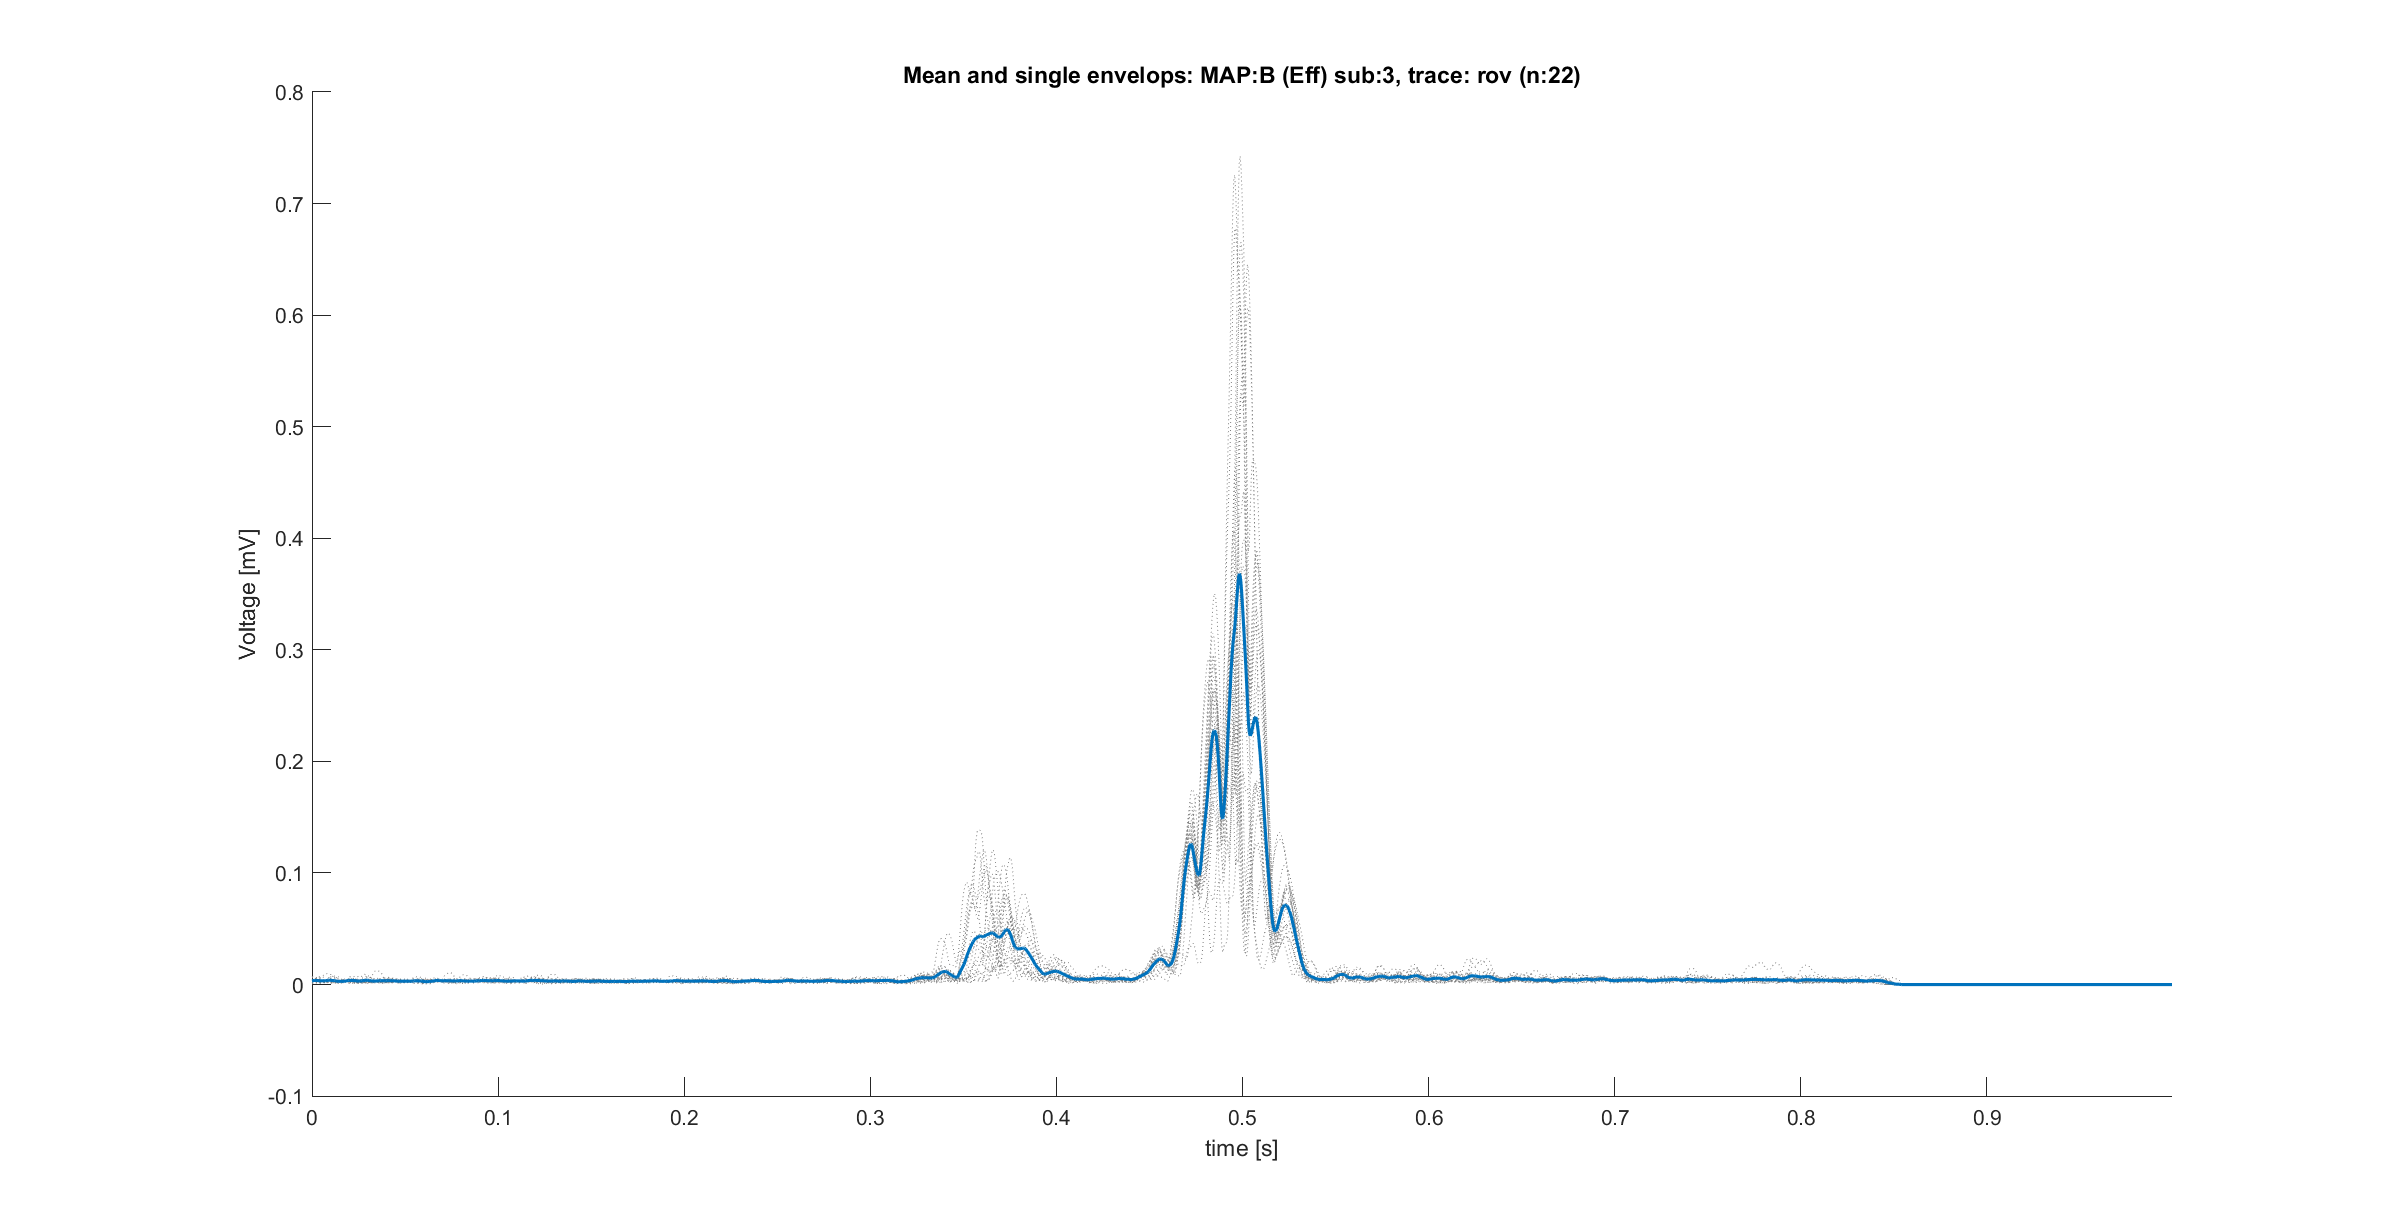 Mean and single envelops: MAP:B (Eff) sub:3, trace: rov (n:22)
0.8
0.7
0.6
0.5
0.4
0.3
0.2
0.1
0
-0.1
Voltage [mV]
0 0.1 0.2 0.3 0.4 0.5 0.6 0.7 0.8 0.9
time [s]